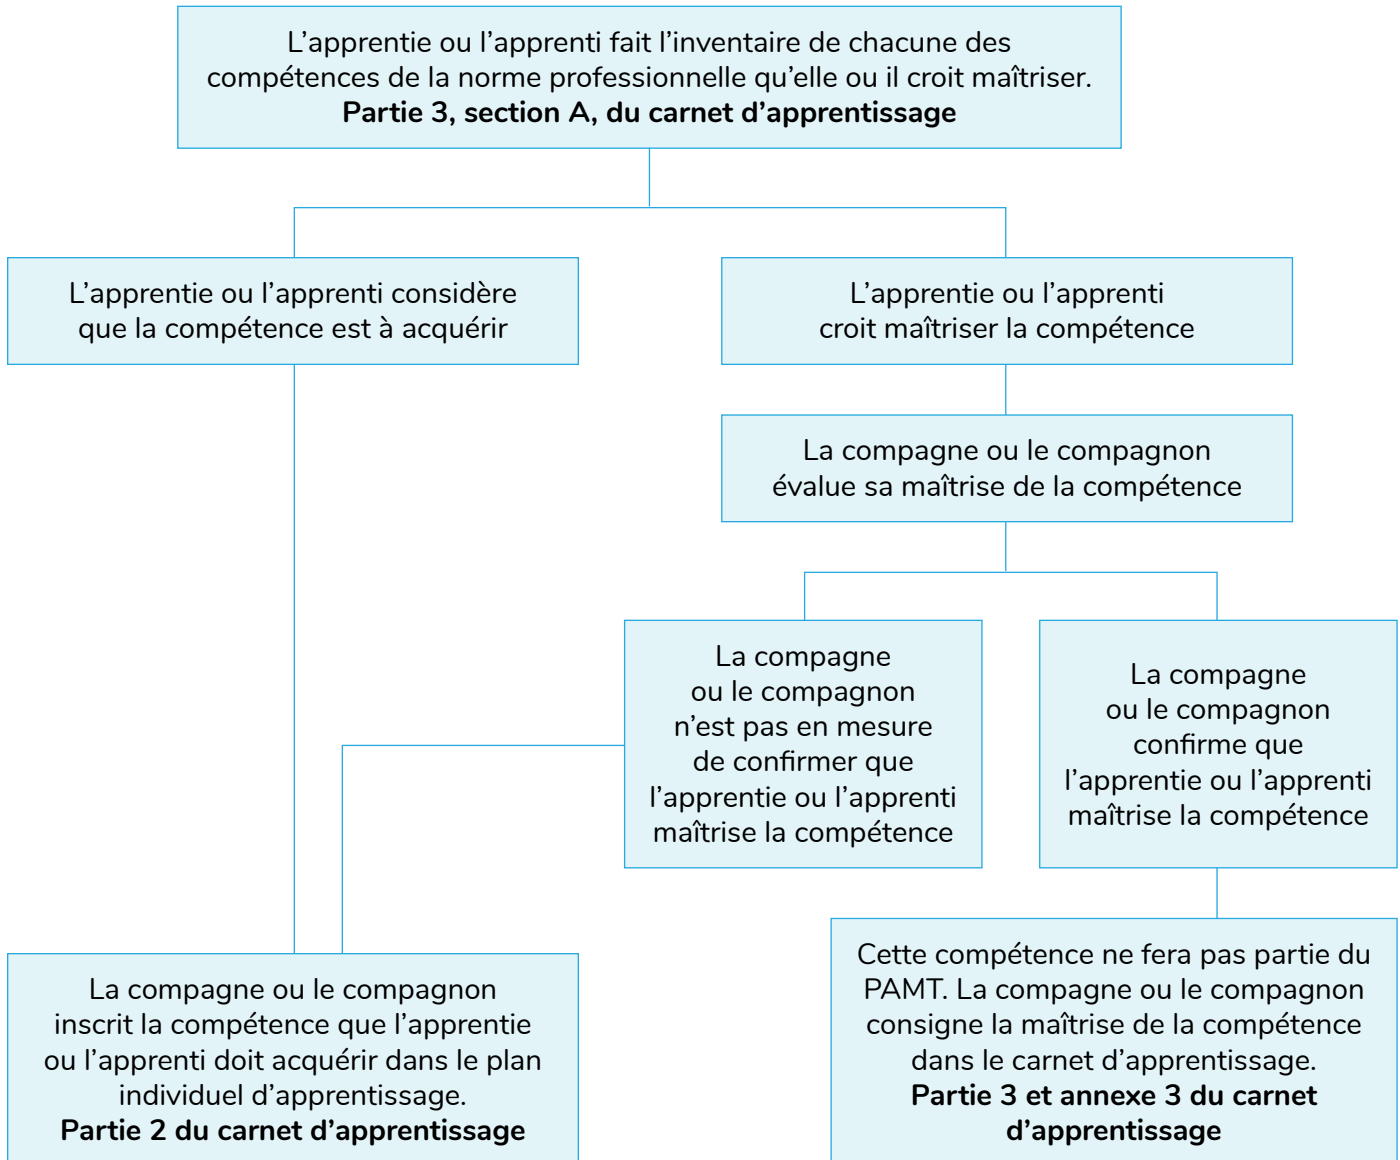 L’apprentie ou l’apprenti fait l’inventaire de chacune des
compétences de la norme professionnelle qu’elle ou il croit maîtriser.
Partie 3, section A, du carnet d’apprentissage
L’apprentie ou l’apprenti considère
que la compétence est à acquérir
L’apprentie ou l’apprenti
croit maîtriser la compétence
La compagne ou le compagnon
évalue sa maîtrise de la compétence
La compagne
ou le compagnon
n’est pas en mesure
de confirmer que
l’apprentie ou l’apprenti
maîtrise la compétence
La compagne
ou le compagnon
confirme que
l’apprentie ou l’apprenti
maîtrise la compétence
La compagne ou le compagnon
inscrit la compétence que l’apprentie
ou l’apprenti doit acquérir dans le plan
individuel d’apprentissage.
Partie 2 du carnet d’apprentissage
Cette compétence ne fera pas partie du
PAMT. La compagne ou le compagnon
consigne la maîtrise de la compétence
dans le carnet d’apprentissage.
Partie 3 et annexe 3 du carnet
d’apprentissage